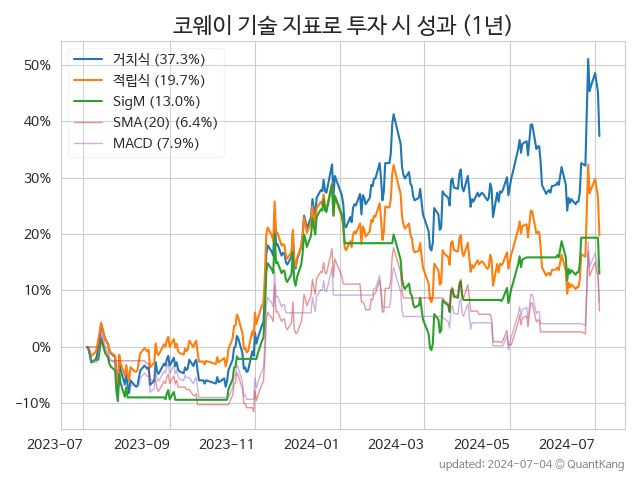 코웨이 기술 지표로 투자 시 성과 (1년)
거치식 (37.3%)
적립식 (19.7%)
SigM (13.0%)
SMA(20) (6.4%)
MACD (7.9%)
50%
40%
30%
20%
10%
0%
−10%
2023-07 2023-09 2023-11 2024-01 2024-03 2024-05 2024-07
updated: 2024-07-04 © QuantKang